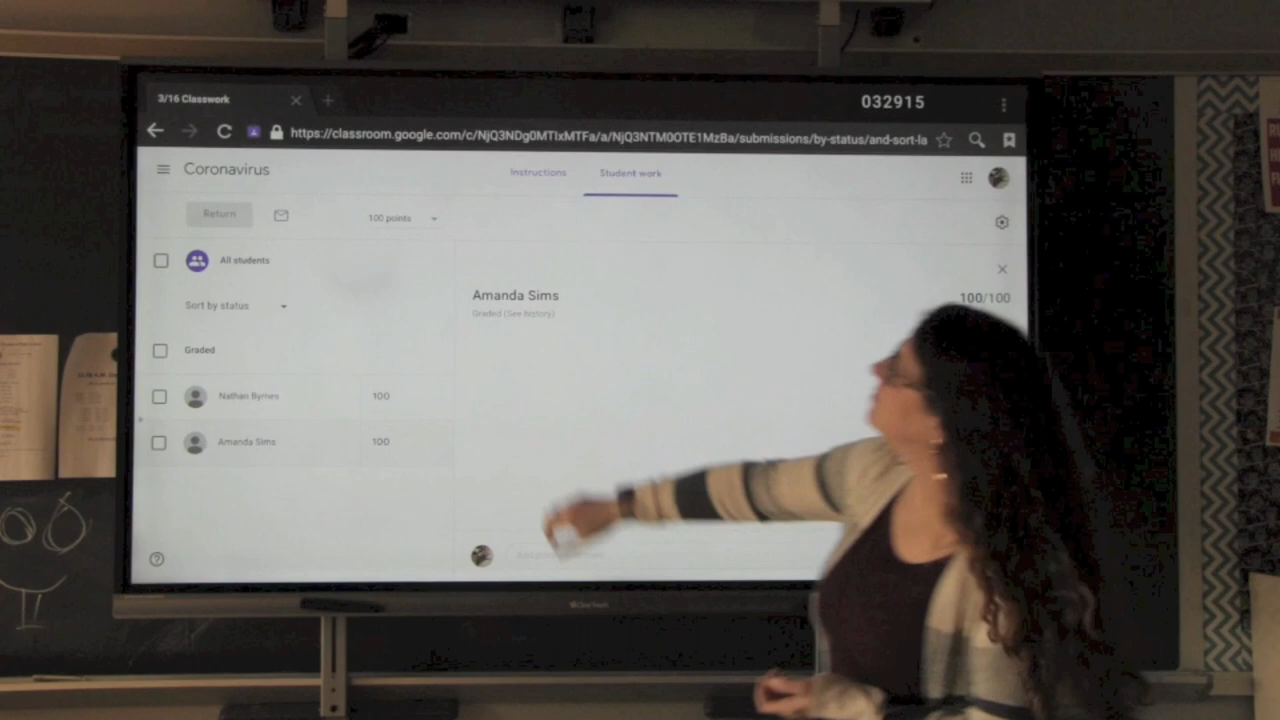 3/16 Classwork
032915
https://classroom.google.com/c/NjQ3NDg0MTIxMTFa/a/NjQ3NTM0OTE1MzBa/submissions/by-status/and-sort-la
Coronavirus
Instructions
Student work
Return
100 points
All students
Sort by status
Amanda Sims
100/100
Graded (See history)
Graded
Nathan Byrnes
100
Amanda Sims
100